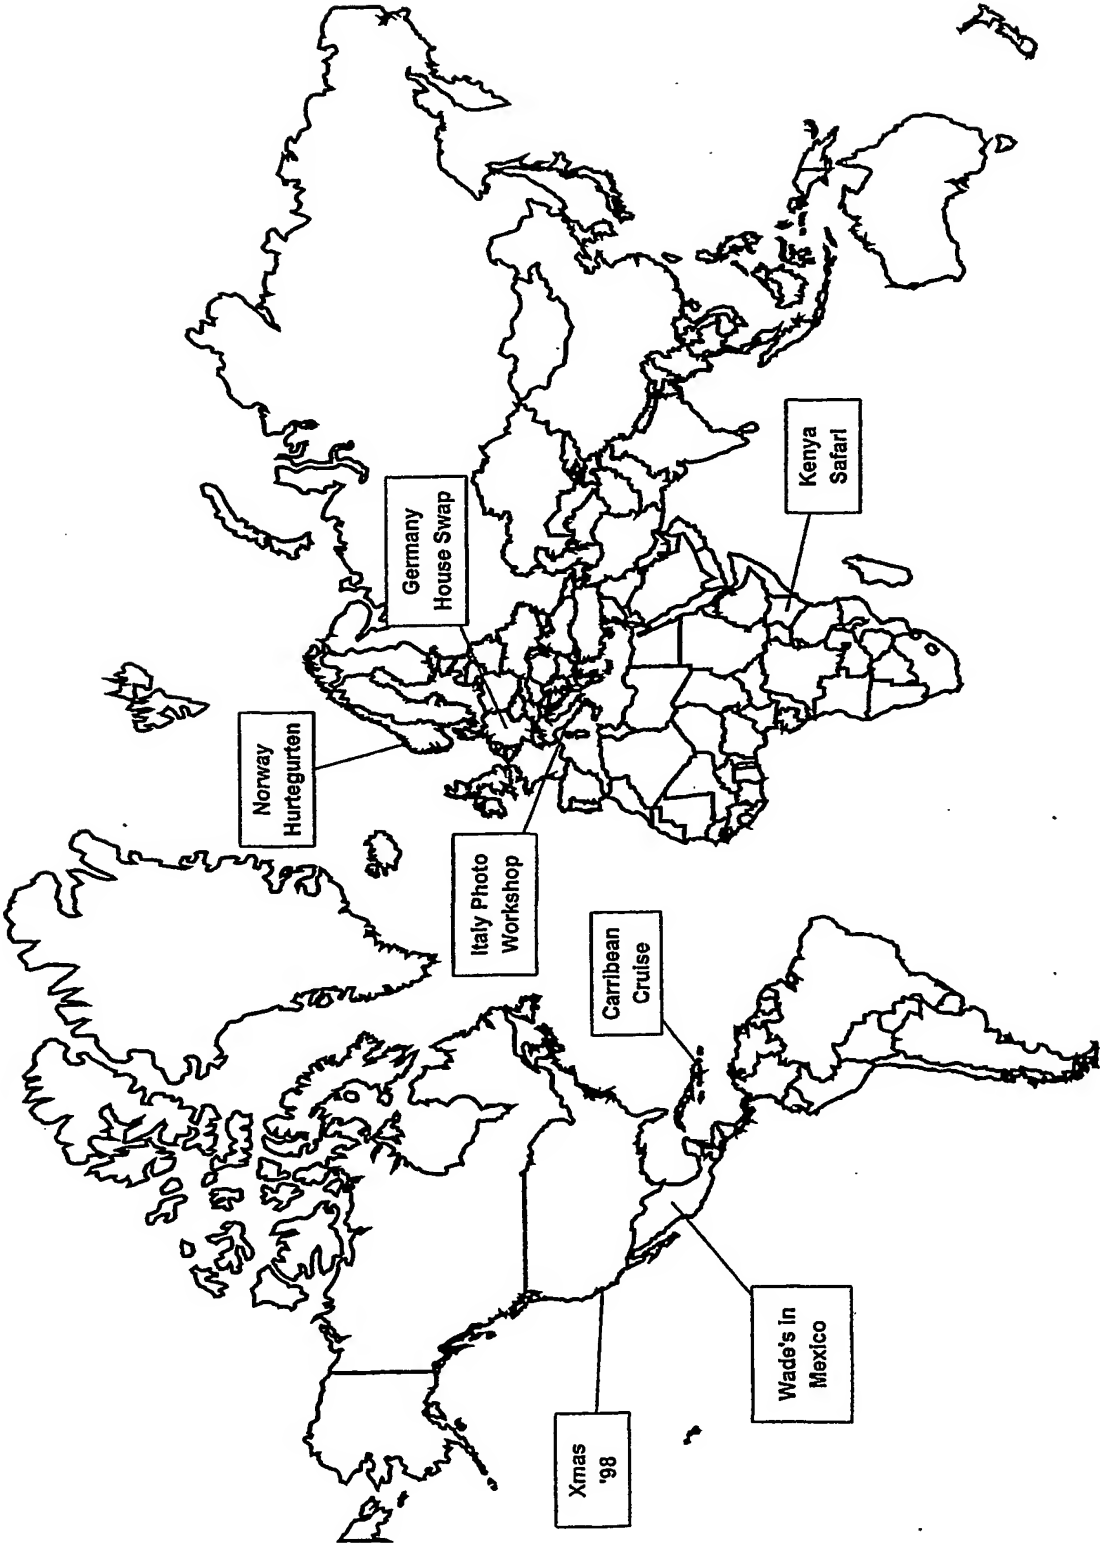 Norway
Hurtegurten
Germany
House Swap
Italy Photo
Workshop
Carribean
Cruise
Kenya
Safari
Xmas
'98
Wade's in
Mexico